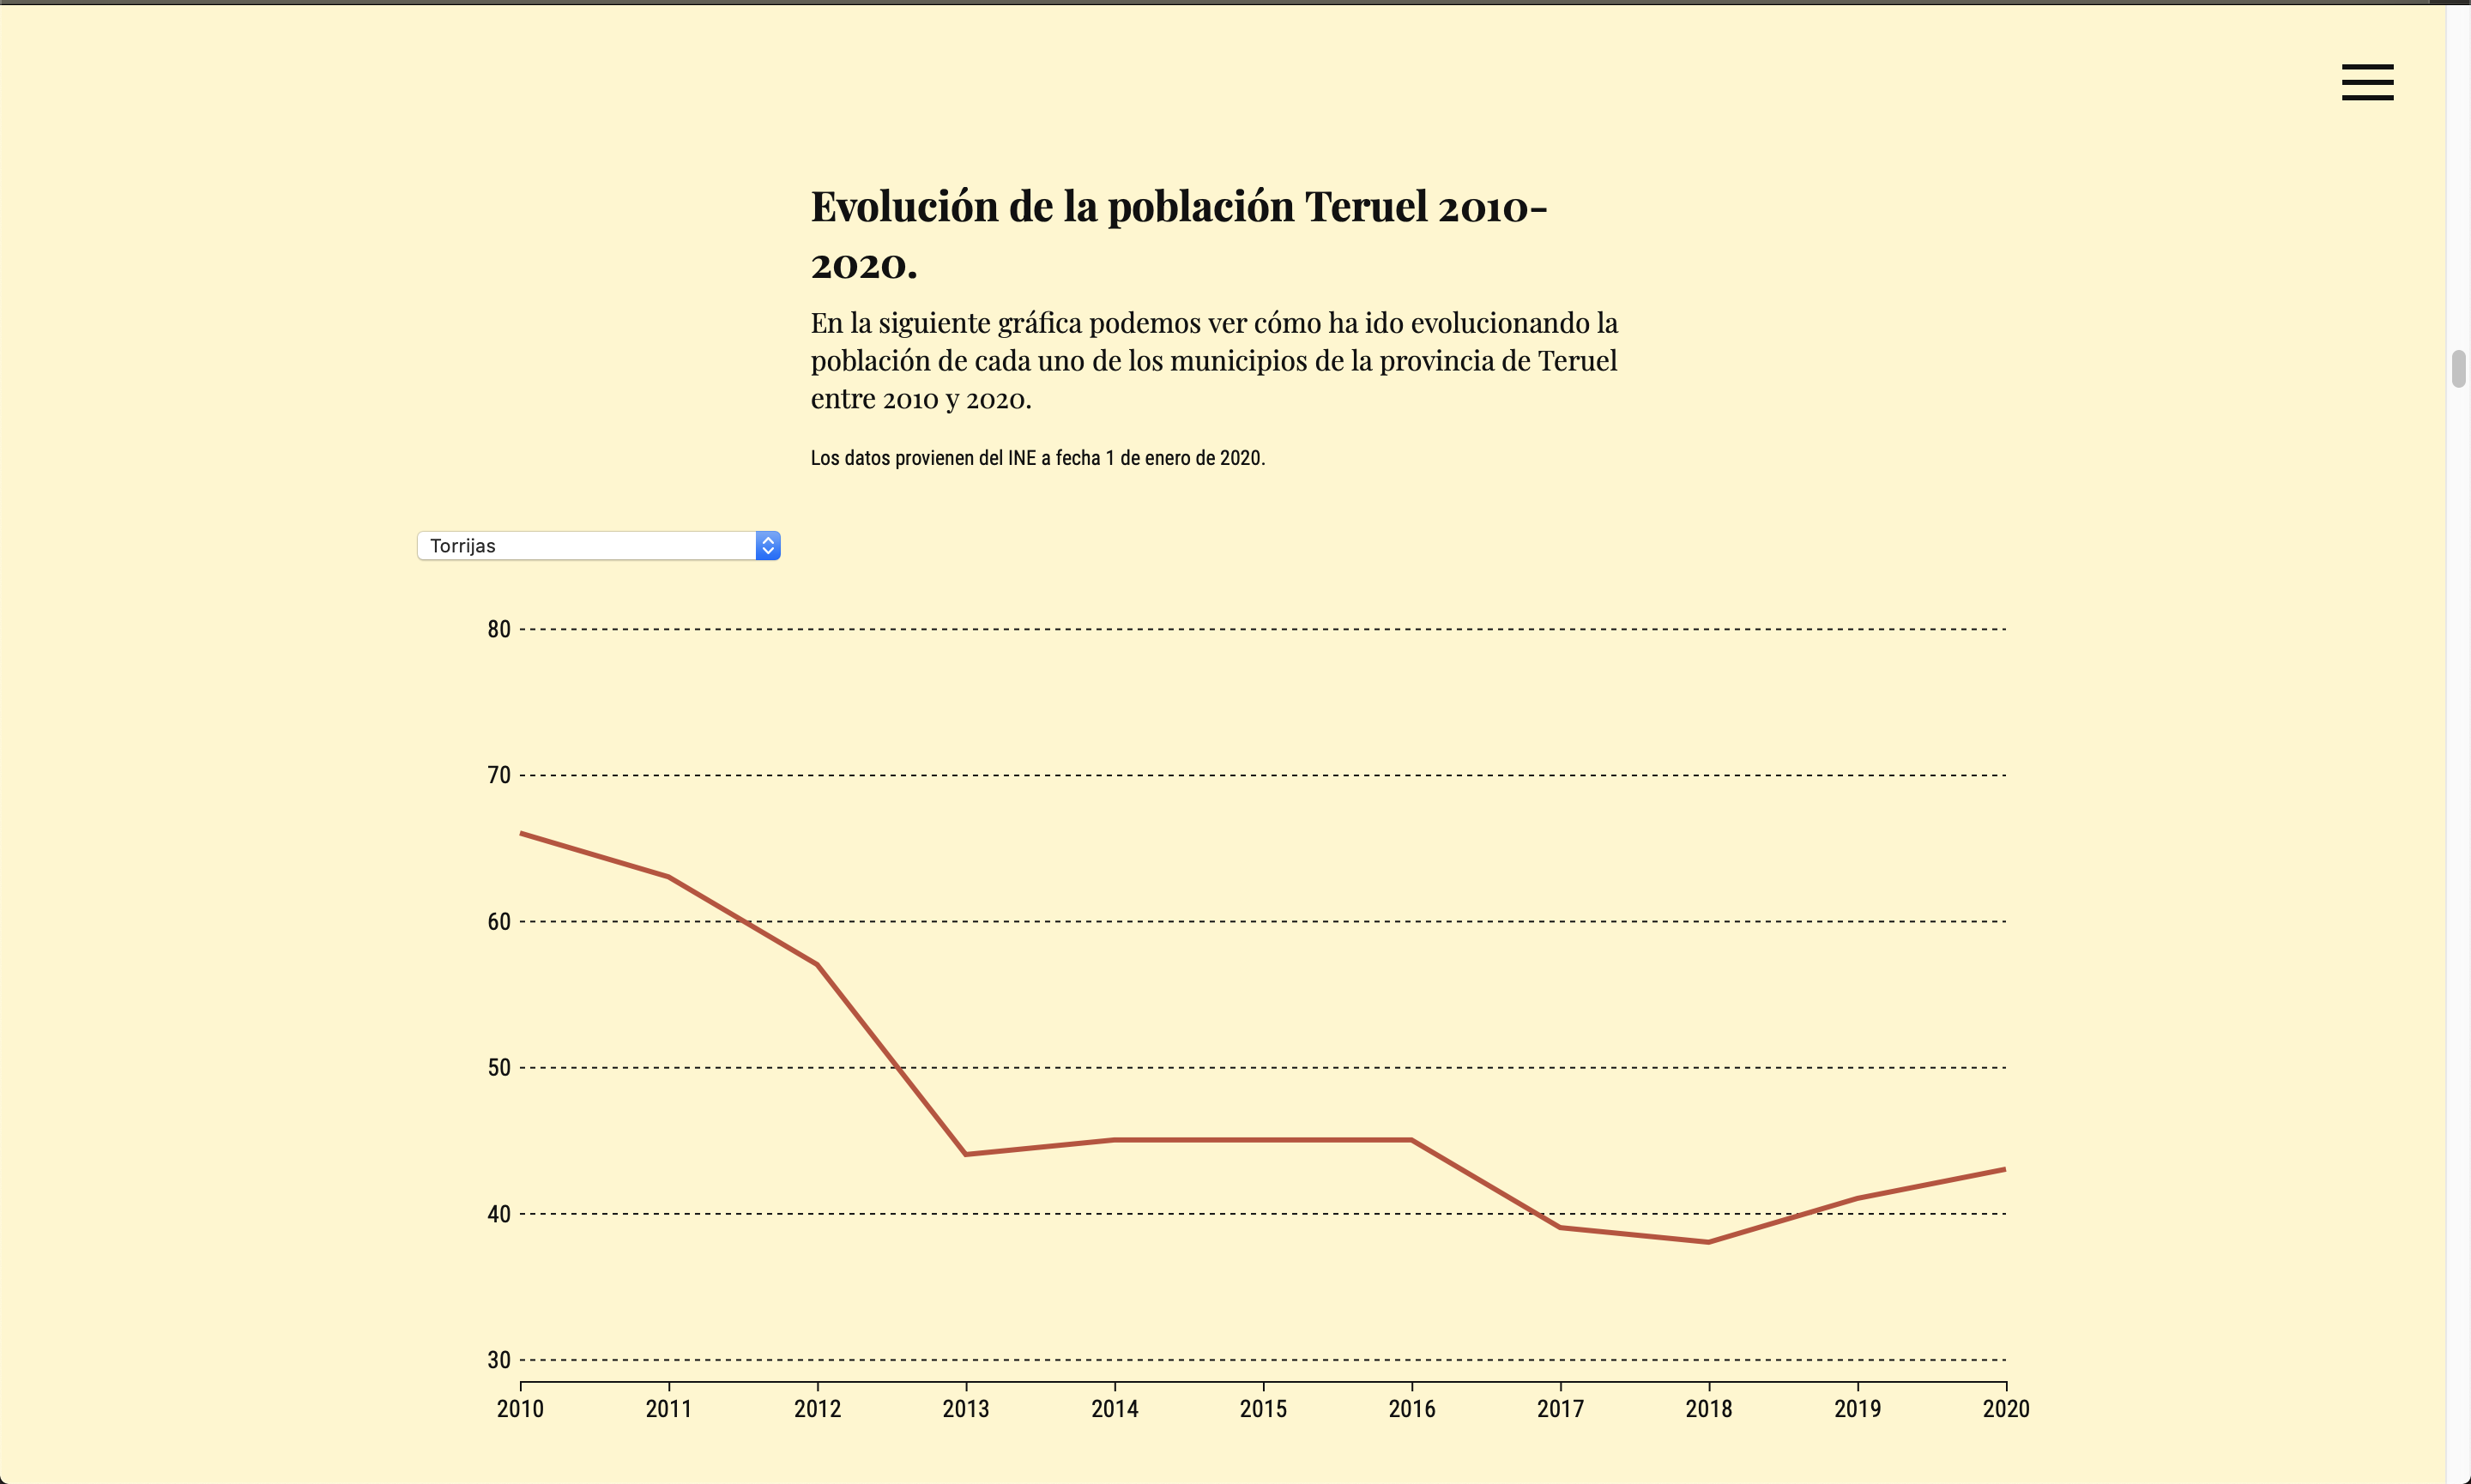 Evolución de la población Teruel 2010-
2020.
En la siguiente gráfica podemos ver cómo ha ido evolucionando la
población de cada uno de los municipios de la provincia de Teruel
entre 2010 y 2020.
Los datos provienen del INE a fecha 1 de enero de 2020.
Torrijas
80
70
60
50
40
30
2010 2011 2012 2013 2014 2015 2016 2017 2018 2019 2020